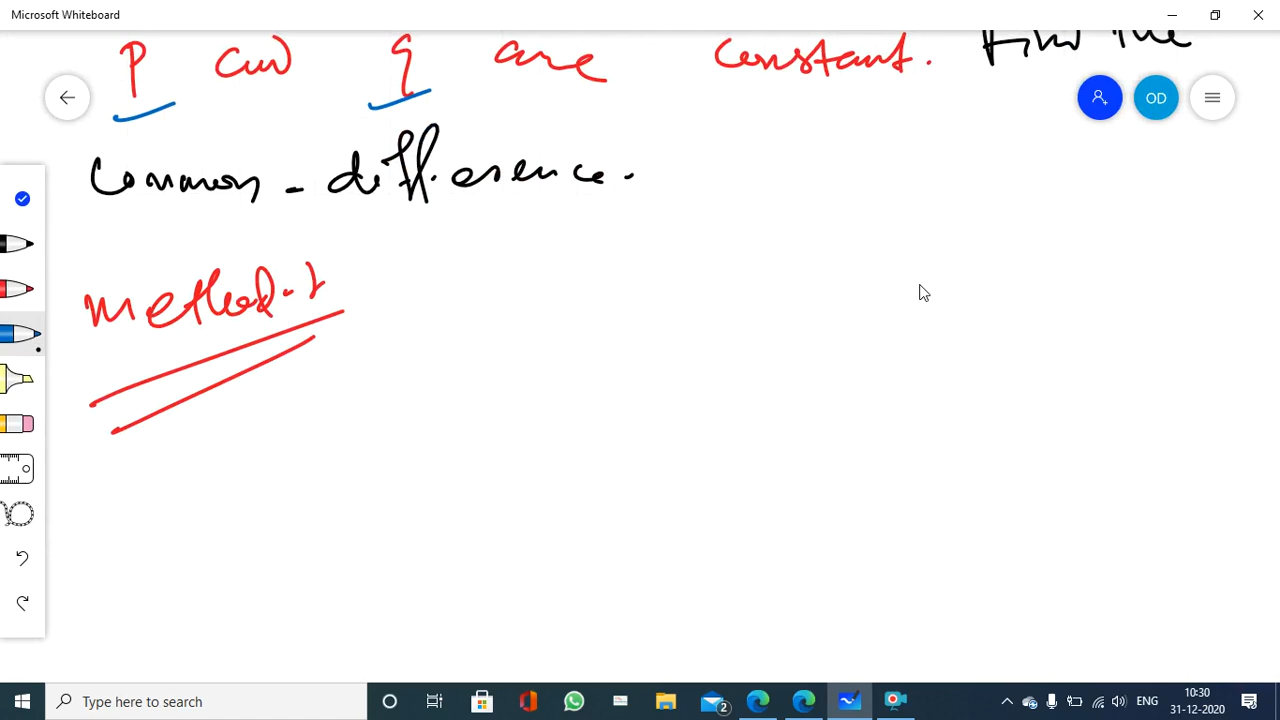 Microsoft Whiteboard
P and q are constant. Find the
OD
Common - difference.
Method-1
Type here to search
2
ENG
10:30
31-12-2020